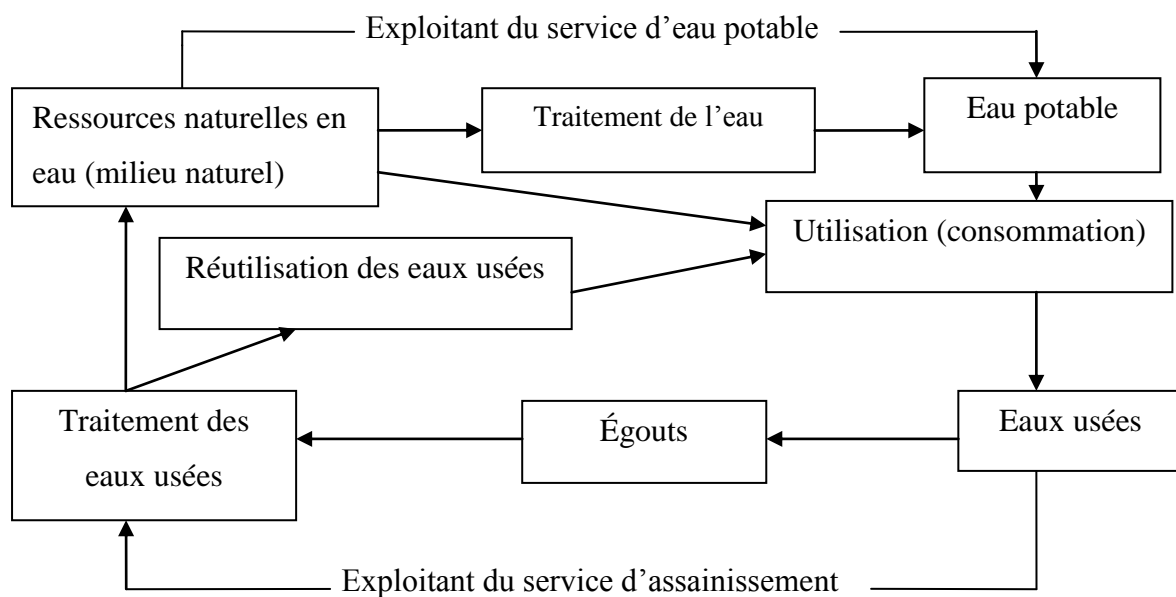 Exploitant du service d’eau potable
Ressources naturelles en
eau (milieu naturel)
Traitement de l’eau
Eau potable
Utilisation (consommation)
Réutilisation des eaux usées
Traitement des
eaux usées
Égouts
Eaux usées
Exploitant du service d’assainissement